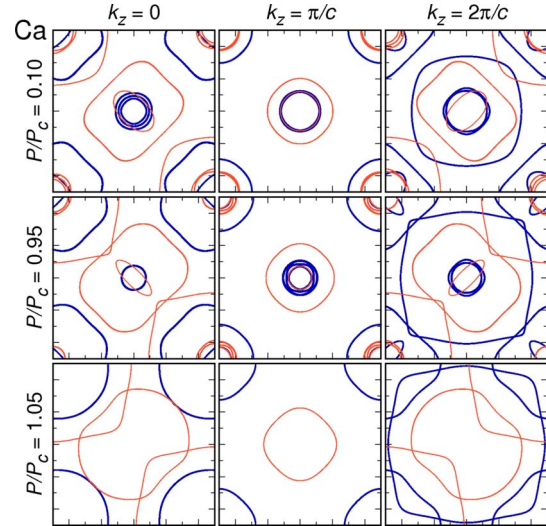 Ca
k_z = 0
k_z = π/c
k_z = 2π/c
P/P_c = 0.10
P/P_c = 0.95
P/P_c = 1.05